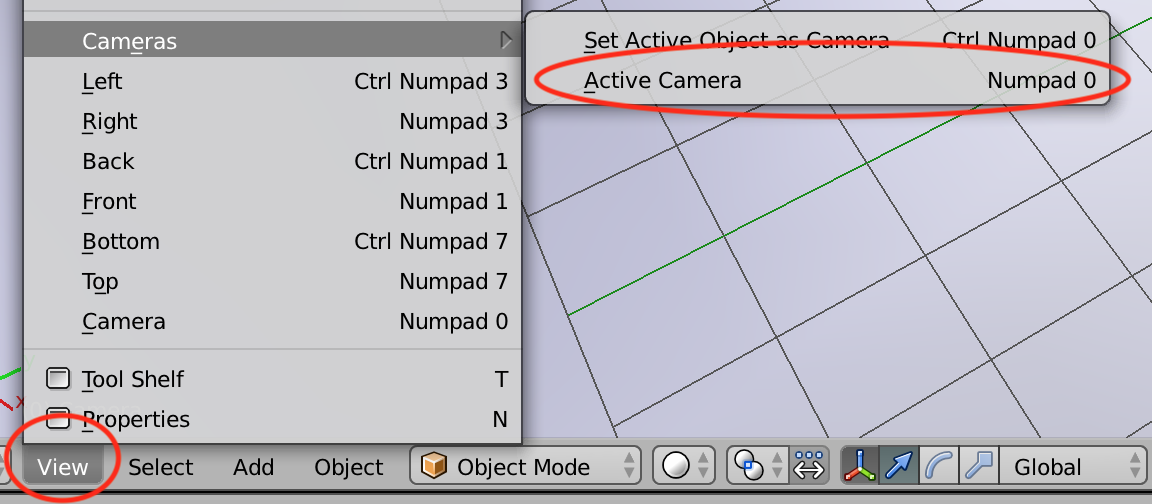 Cameras
Set Active Object as Camera Ctrl Numpad 0
Active Camera Numpad 0
Left Ctrl Numpad 3
Right Numpad 3
Back Ctrl Numpad 1
Front Numpad 1
Bottom Ctrl Numpad 7
Top Numpad 7
Camera Numpad 0
Tool Shelf T
Properties N
x
View Select Add Object Object Mode Global